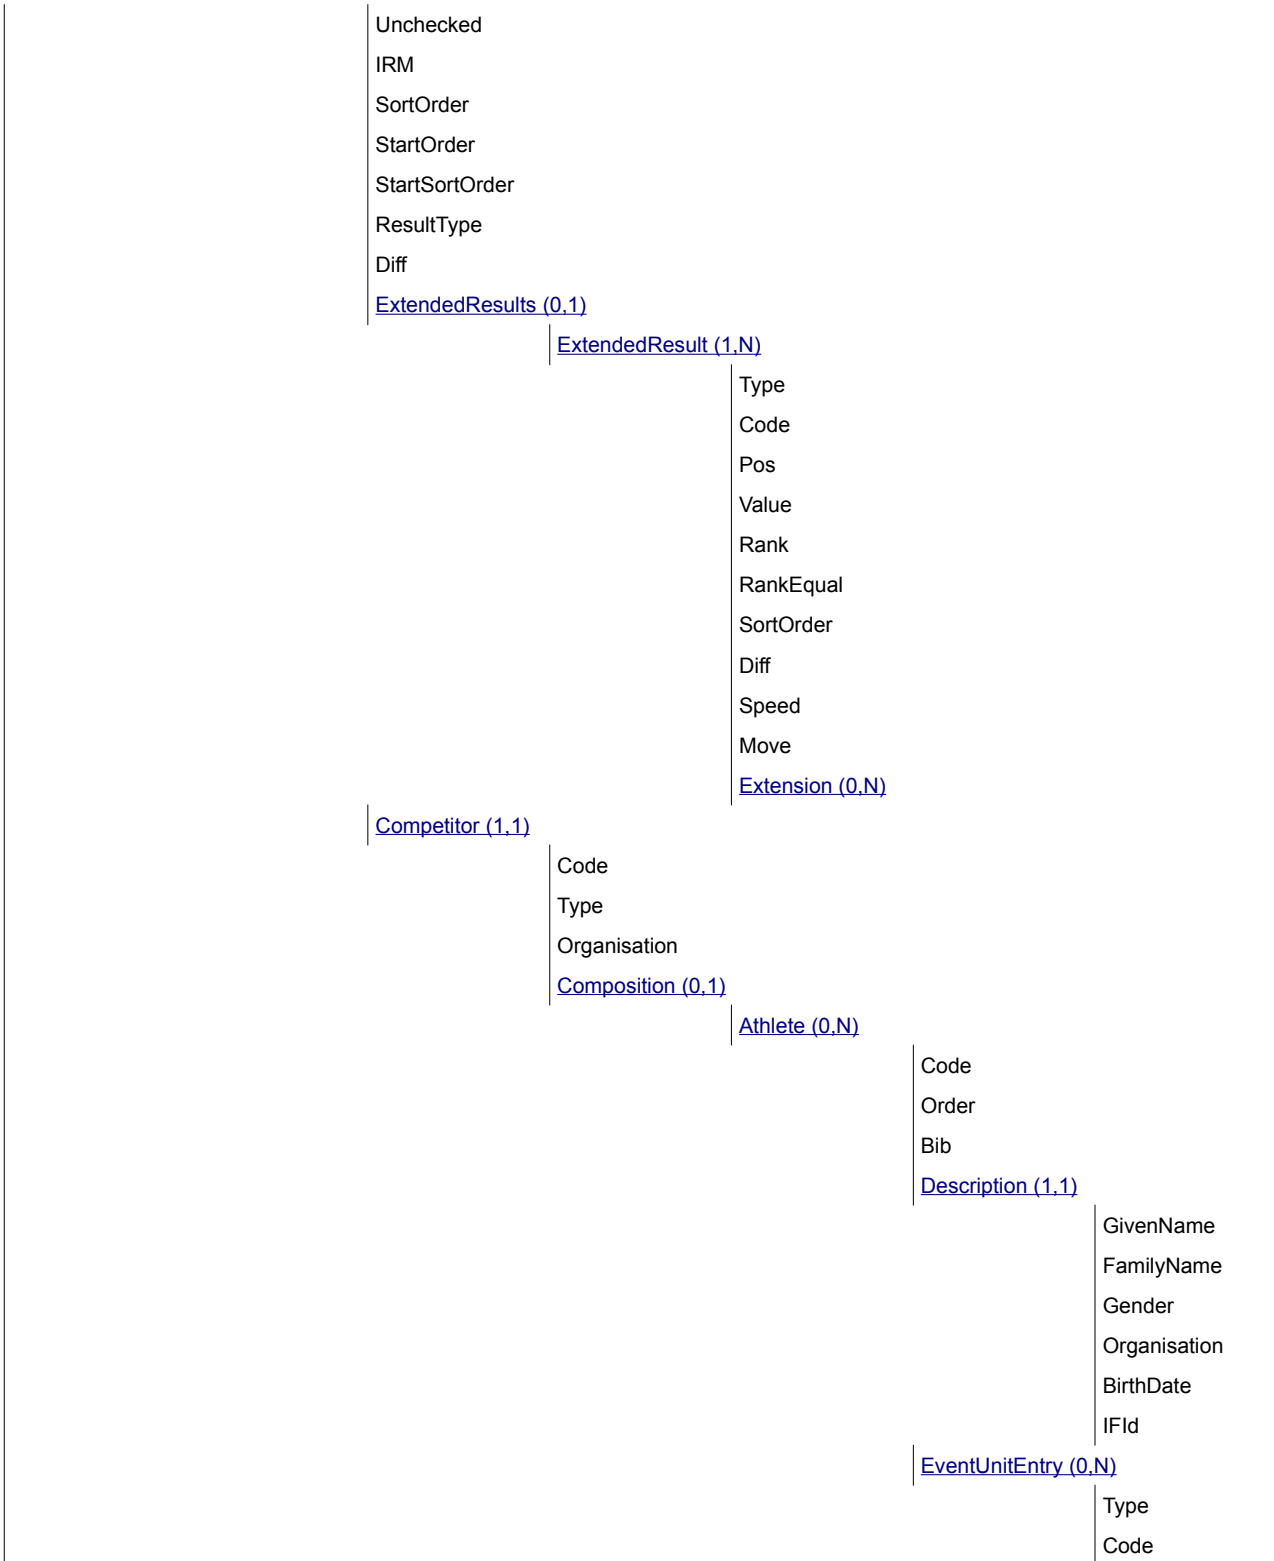 Unchecked
IRM
SortOrder
StartOrder
StartSortOrder
ResultType
Diff
ExtendedResults (0,1)
ExtendedResult (1,N)
Type
Code
Pos
Value
Rank
RankEqual
SortOrder
Diff
Speed
Move
Extension (0,N)
Competitor (1,1)
Code
Type
Organisation
Composition (0,1)
Athlete (0,N)
Code
Order
Bib
Description (1,1)
GivenName
FamilyName
Gender
Organisation
BirthDate
IFId
EventUnitEntry (0,N)
Type
Code